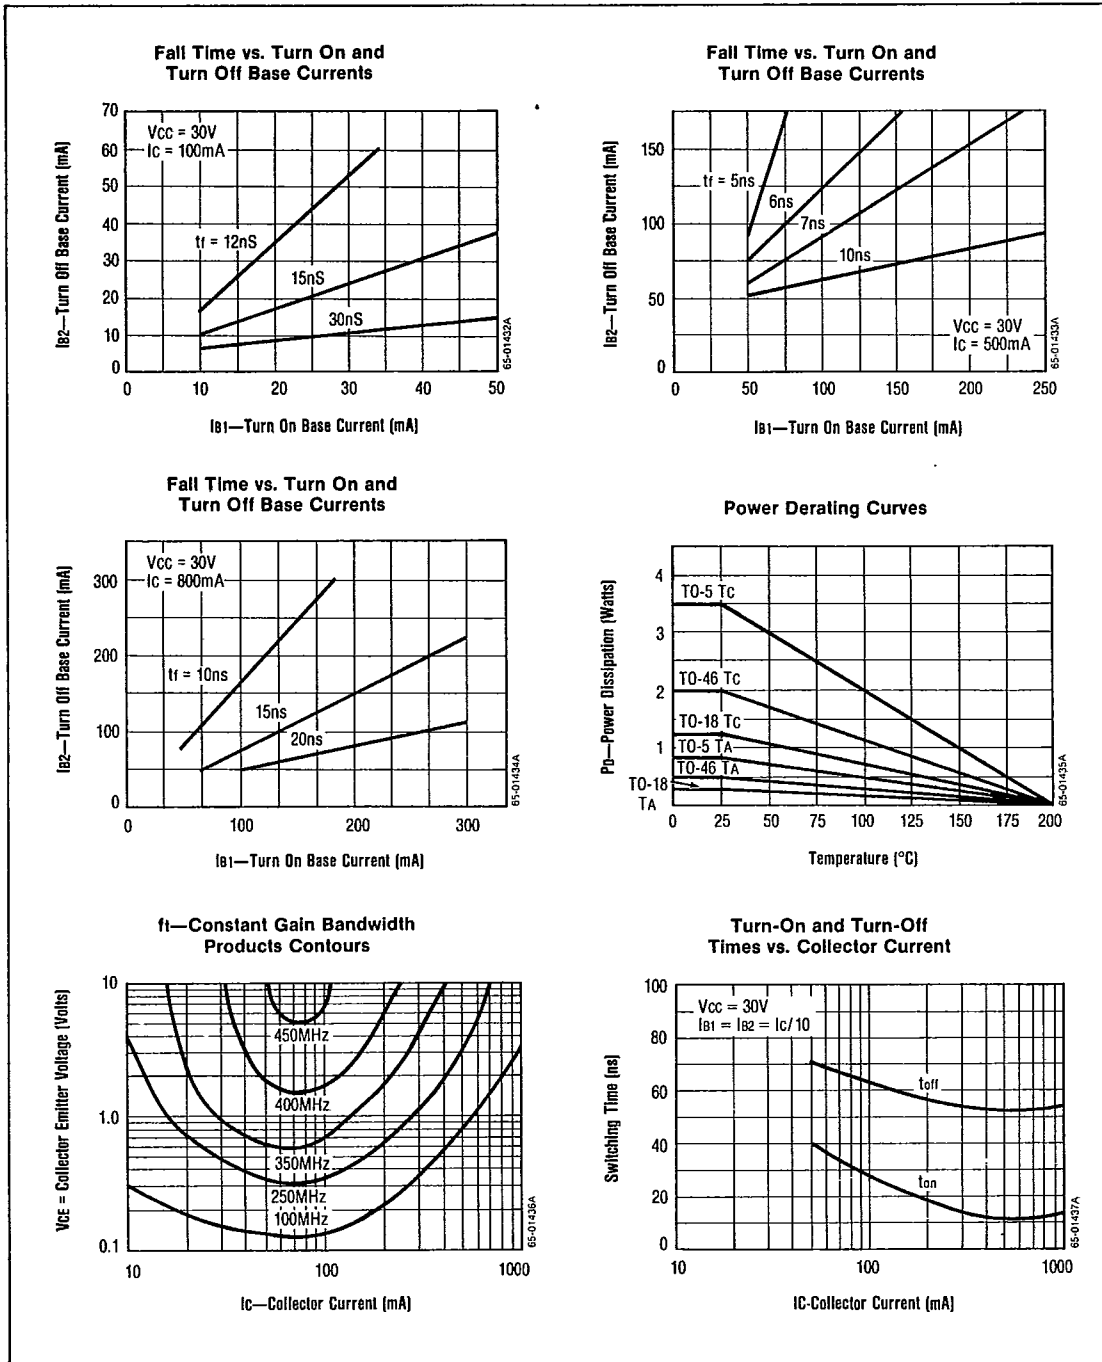 Fall Time vs. Turn On and
Turn Off Base Currents
70
60
50
40
30
20
10
0
IB2—Turn Off Base Current (mA)
VCC = 30V
IC = 100mA
tf = 12nS
15nS
30nS
65-01432A
0 10 20 30 40 50
IB1—Turn On Base Current (mA)
Fall Time vs. Turn On and
Turn Off Base Currents
150
100
50
0
IB2—Turn Off Base Current (mA)
tf = 5ns
6ns
7ns
10ns
VCC = 30V
IC = 500mA
65-01433A
0 50 100 150 200 250
IB1—Turn On Base Current (mA)
Fall Time vs. Turn On and
Turn Off Base Currents
300
200
100
0
IB2—Turn Off Base Current (mA)
VCC = 30V
IC = 800mA
tf = 10ns
15ns
20ns
65-01434A
0 100 200 300
IB1—Turn On Base Current (mA)
Power Derating Curves
4
3
2
1
PD—Power Dissipation (Watts)
TO-5 TC
TO-46 TC
TO-18 TC
TO-5 TA
TO-46 TA
TO-18
TA
65-01435A
0 25 50 75 100 125 150 175 200
Temperature (°C)
ft—Constant Gain Bandwidth
Products Contours
10
1.0
0.1
VCE = Collector Emitter Voltage (Volts)
450MHz
400MHz
350MHz
250MHz
100MHz
65-01436A
10 100 1000
IC—Collector Current (mA)
Turn-On and Turn-Off
Times vs. Collector Current
100
80
60
40
20
0
Switching Time (ns)
VCC = 30V
IB1 = IB2 = IC/10
toff
ton
65-01437A
10 100 1000
IC-Collector Current (mA)